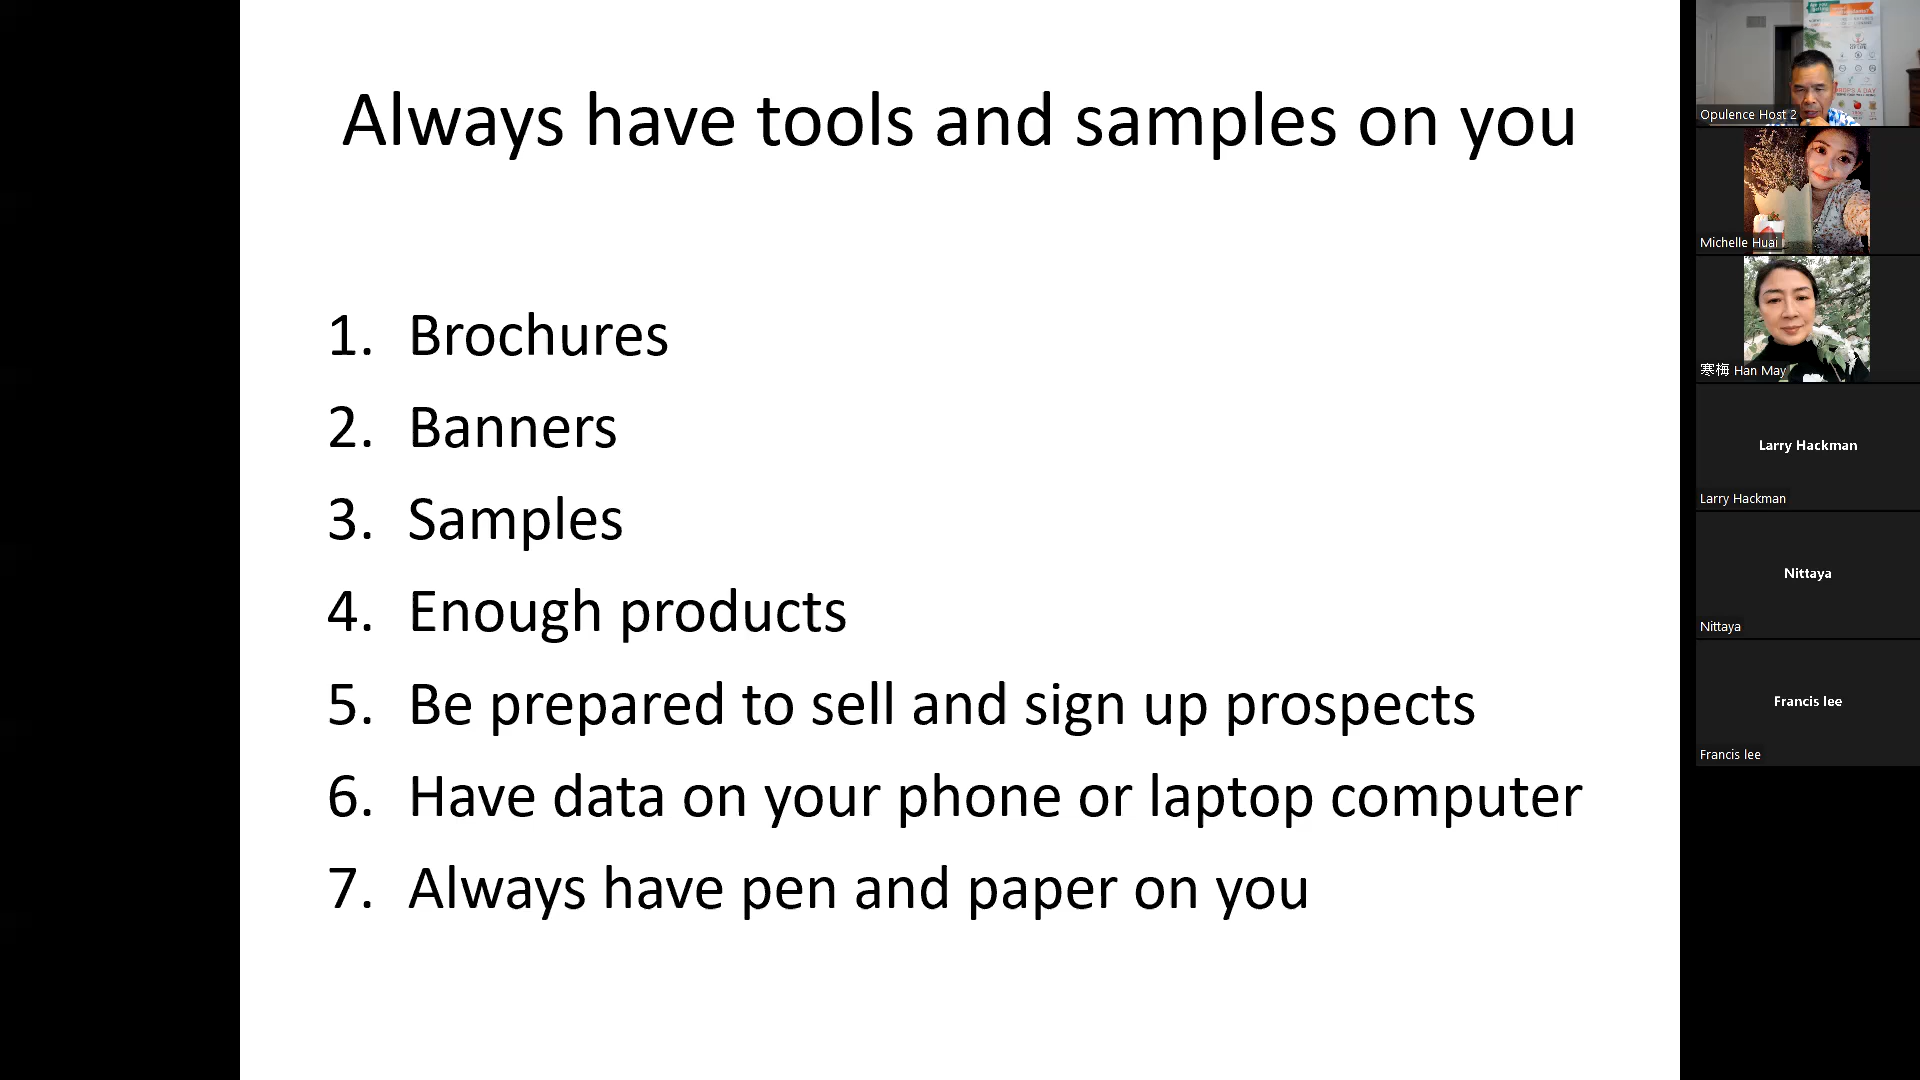 Always have tools and samples on you
1. Brochures
2. Banners
3. Samples
4. Enough products
5. Be prepared to sell and sign up prospects
6. Have data on your phone or laptop computer
7. Always have pen and paper on you
Opulence Host 2
Michelle Huai
寒梅 Han May
Larry Hackman
Larry Hackman
Nittaya
Nittaya
Francis lee
Francis lee